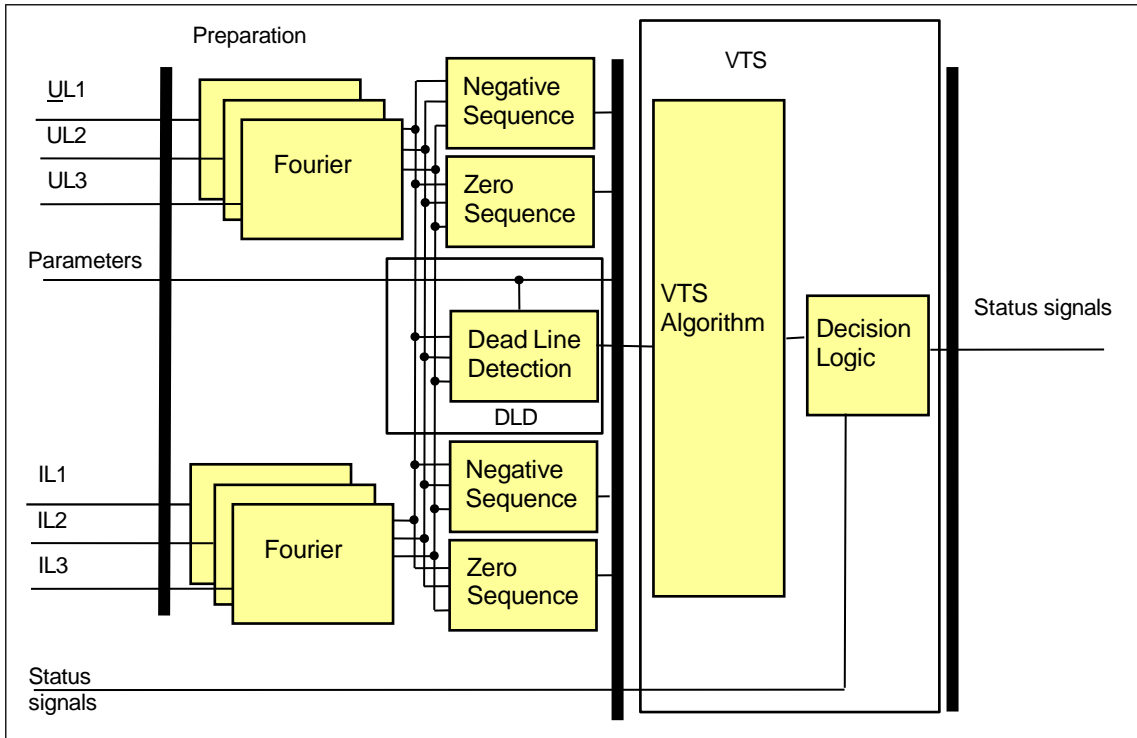 Preparation
VTS
UL1
UL2
UL3
Fourier
Negative
Sequence
Zero
Sequence
Parameters
VTS
Algorithm
Dead Line
Detection
DLD
Decision
Logic
Status signals
IL1
IL2
IL3
Fourier
Negative
Sequence
Zero
Sequence
Status
signals